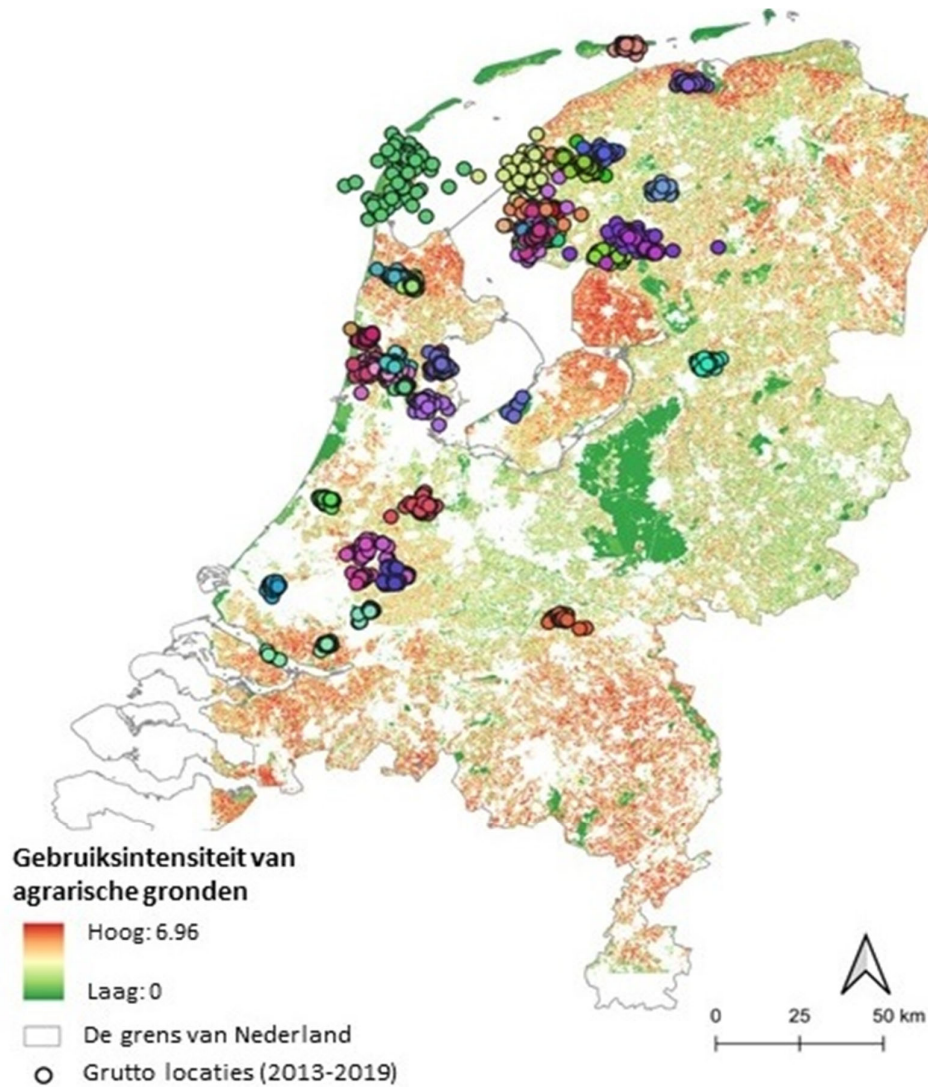 Gebruiksintensiteit van
agrarische gronden
Hoog: 6.96
Laag: 0
De grens van Nederland
Grutto locaties (2013-2019)
0 25 50 km